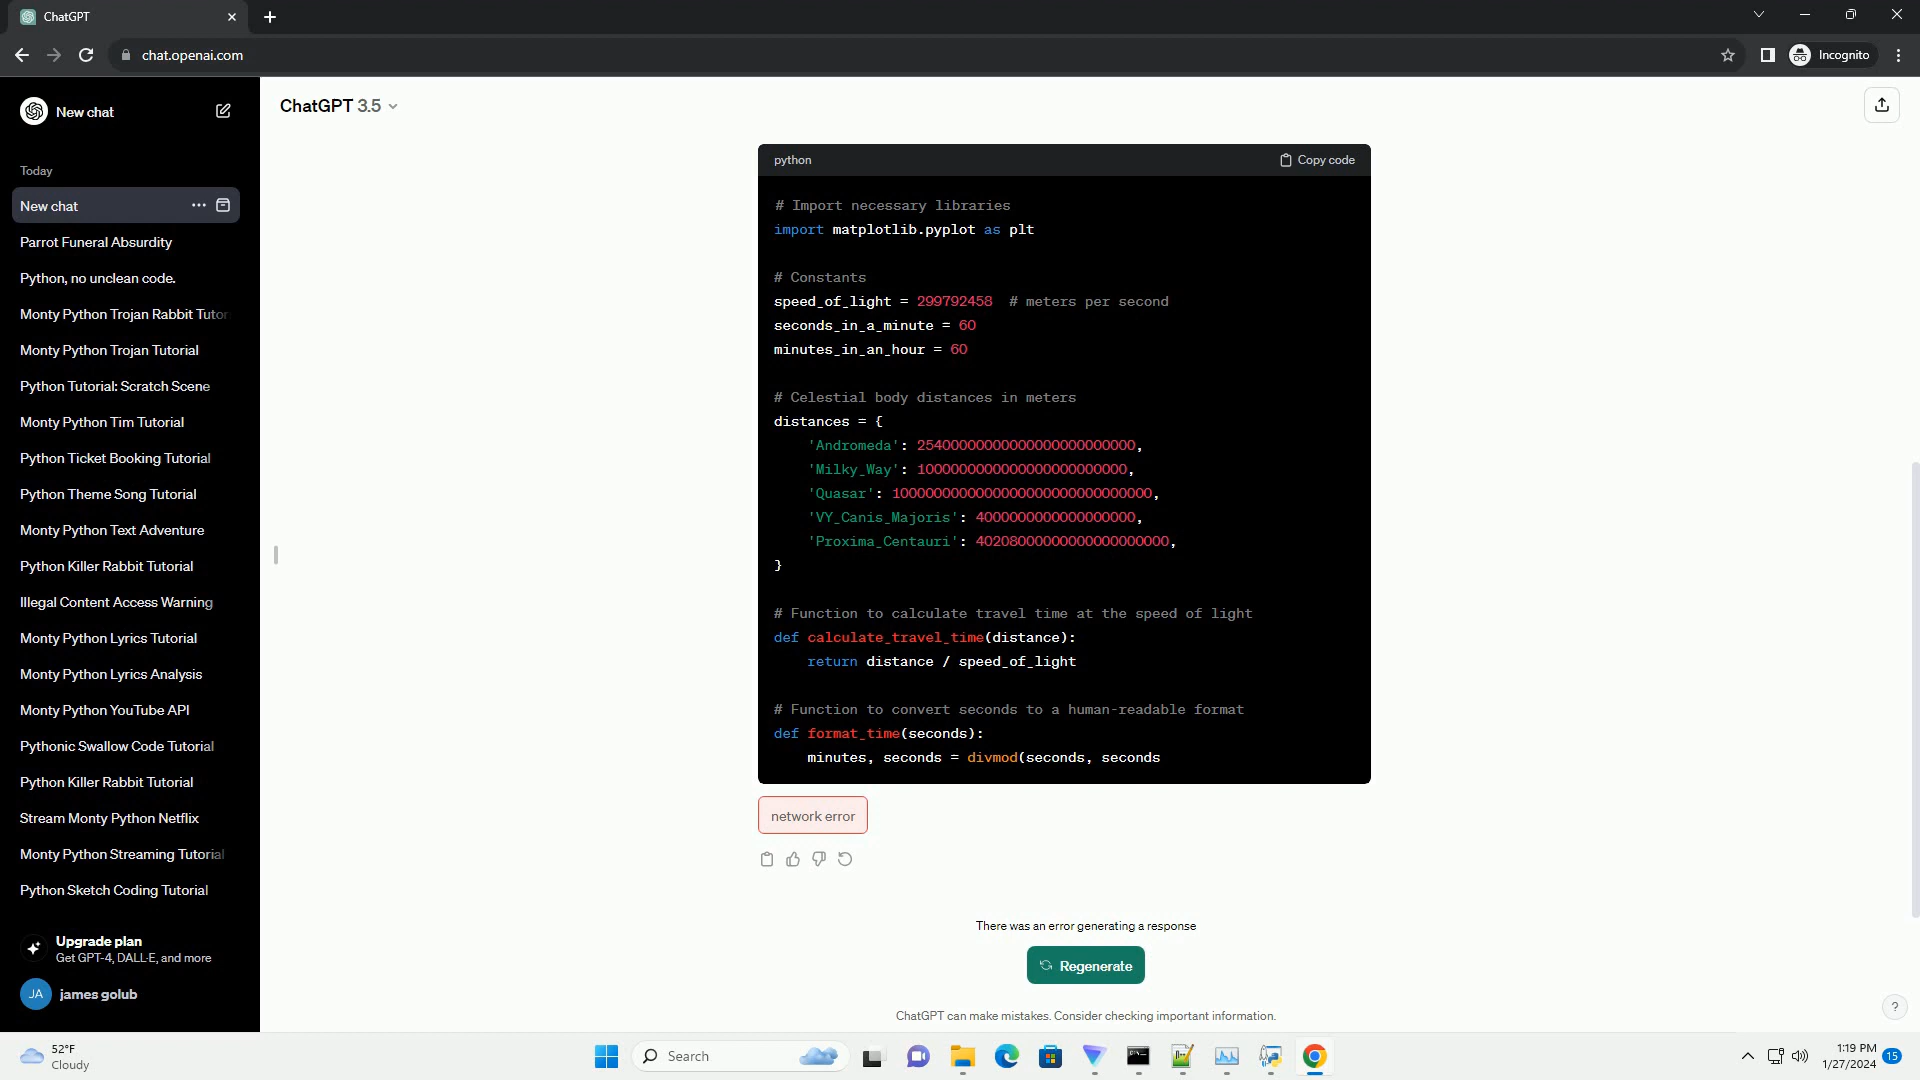 ChatGPT
chat.openai.com
Incognito
New chat
ChatGPT 3.5
Today
New chat
Parrot Funeral Absurdity
Python, no unclean code.
Monty Python Trojan Rabbit Tutor
Monty Python Trojan Tutorial
Python Tutorial: Scratch Scene
Monty Python Tim Tutorial
Python Ticket Booking Tutorial
Python Theme Song Tutorial
Monty Python Text Adventure
Python Killer Rabbit Tutorial
Illegal Content Access Warning
Monty Python Lyrics Tutorial
Monty Python Lyrics Analysis
Monty Python YouTube API
Pythonic Swallow Code Tutorial
Python Killer Rabbit Tutorial
Stream Monty Python Netflix
Monty Python Streaming Tutorial
Python Sketch Coding Tutorial
Upgrade plan
Get GPT-4, DALL·E, and more
JA james golub
python Copy code
# Import necessary libraries
import matplotlib.pyplot as plt
# Constants
speed_of_light = 299792458 # meters per second
seconds_in_a_minute = 60
minutes_in_an_hour = 60
# Celestial body distances in meters
distances = {
'Andromeda': 25400000000000000000000000,
'Milky_Way': 1000000000000000000000000,
'Quasar': 1000000000000000000000000000000,
'VY_Canis_Majoris': 4000000000000000000,
'Proxima_Centauri': 40208000000000000000000,
}
# Function to calculate travel time at the speed of light
def calculate_travel_time(distance):
return distance / speed_of_light
# Function to convert seconds to a human-readable format
def format_time(seconds):
minutes, seconds = divmod(seconds, seconds
network error
There was an error generating a response
Regenerate
ChatGPT can make mistakes. Consider checking important information.
?
52°F
Cloudy
Search
1:19 PM
1/27/2024
15